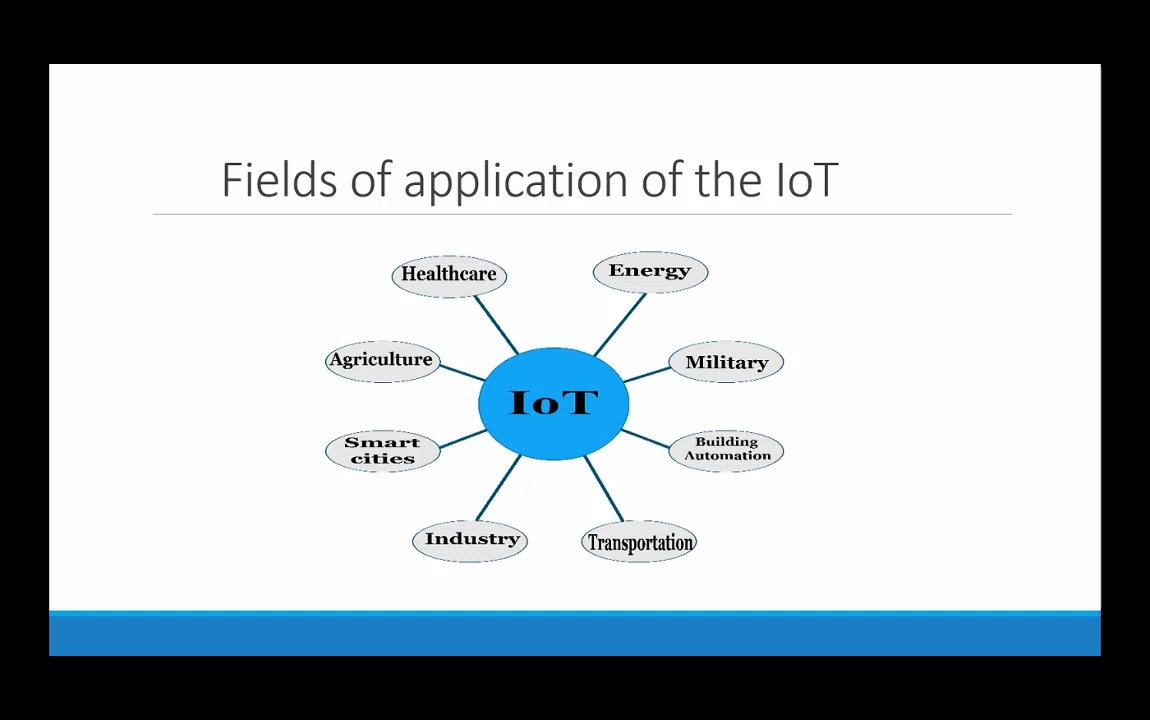 Fields of application of the IoT
Healthcare
Energy
Agriculture
Military
IoT
Smart
cities
Building
Automation
Industry
Transportation